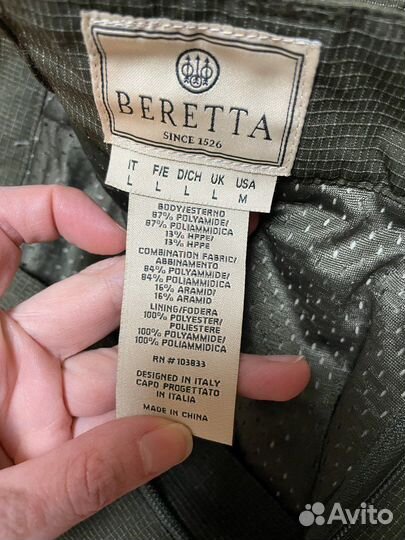 BERETTA
SINCE 1526
IT F/E D/CH UK USA
L L L L M
BODY/ESTERNO
87% POLYAMIDE/
87% POLIAMMIDICA
13% HPPE/
13% HPPE
COMBINATION FABRIC/
ABBINAMENTO
84% POLYAMMIDE/
84% POLIAMMIDICA
16% ARAMID/
16% ARAMID
LINING/FODERA
100% POLYESTER/
POLIESTERE
100% POLYAMMIDE/
100% POLIAMMIDICA
RN #103833
DESIGNED IN ITALY
CAPO PROGETTATO
IN ITALIA
MADE IN CHINA
Avito